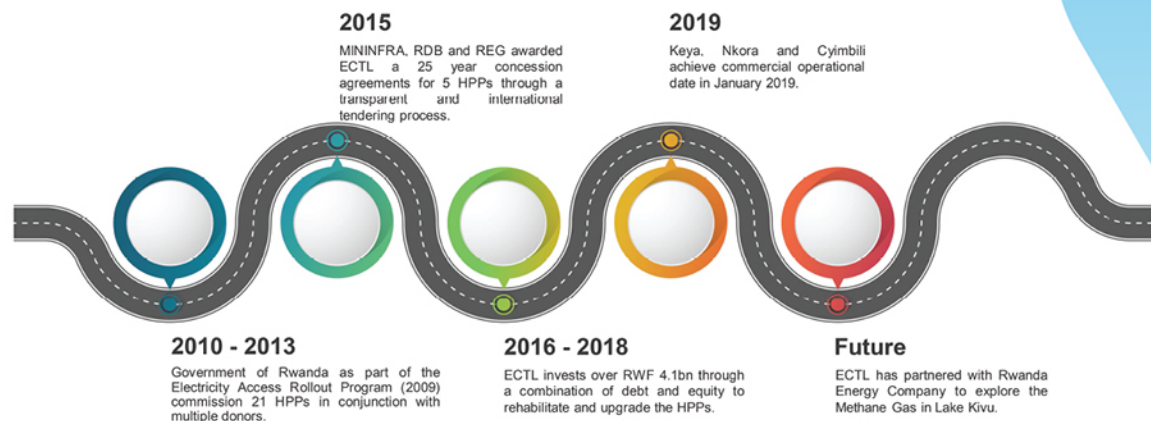 2015
MININFRA, RDB and REG awarded
ECTL a 25 year concession
agreements for 5 HPPs through a
transparent and international
tendering process.
2019
Keya, Nkora and Cyimbili
achieve commercial operational
date in January 2019.
2010 - 2013
Government of Rwanda as part of the
Electricity Access Rollout Program (2009)
commission 21 HPPs in conjunction with
multiple donors.
2016 - 2018
ECTL invests over RWF 4.1bn through
a combination of debt and equity to
rehabilitate and upgrade the HPPs.
Future
ECTL has partnered with Rwanda
Energy Company to explore the
Methane Gas in Lake Kivu.